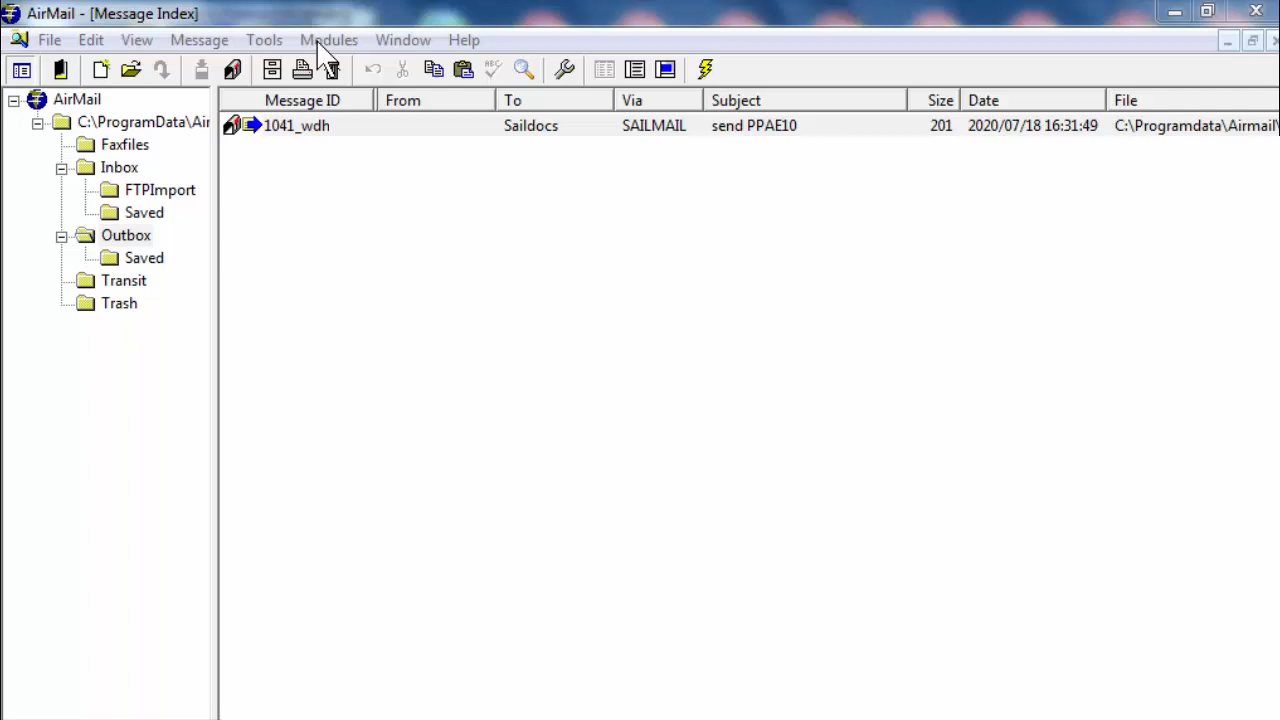 AirMail - [Message Index]
File Edit View Message Tools Modules Window Help
AirMail
C:\ProgramData\Air
Faxfiles
Inbox
FTPImport
Saved
Outbox
Saved
Transit
Trash
Message ID From To Via Subject Size Date File
1041_wdh Saildocs SAILMAIL send PPAE10 201 2020/07/18 16:31:49 C:\Programdata\Airmail\